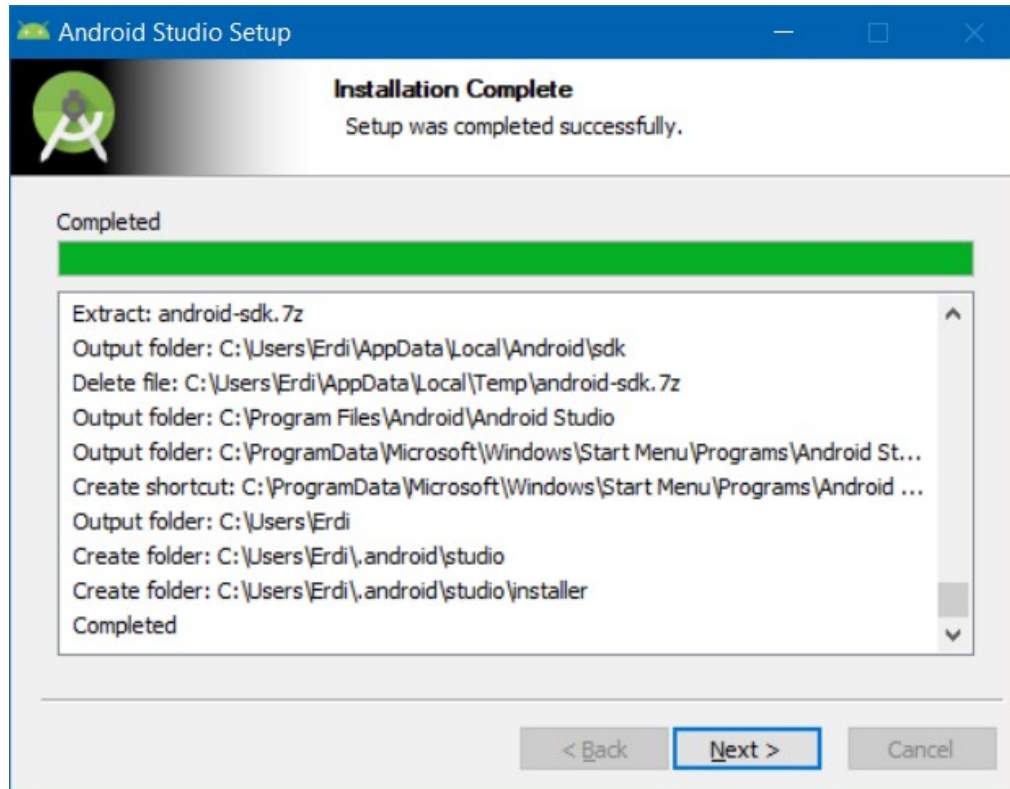 Android Studio Setup
Installation Complete
Setup was completed successfully.
Completed
Extract: android-sdk.7z
Output folder: C:\Users\Erdi\AppData\Local\Android\sdk
Delete file: C:\Users\Erdi\AppData\Local\Temp\android-sdk.7z
Output folder: C:\Program Files\Android\Android Studio
Output folder: C:\ProgramData\Microsoft\Windows\Start Menu\Programs\Android St...
Create shortcut: C:\ProgramData\Microsoft\Windows\Start Menu\Programs\Android ...
Output folder: C:\Users\Erdi
Create folder: C:\Users\Erdi\.android\studio
Create folder: C:\Users\Erdi\.android\studio\installer
Completed
< Back Next > Cancel